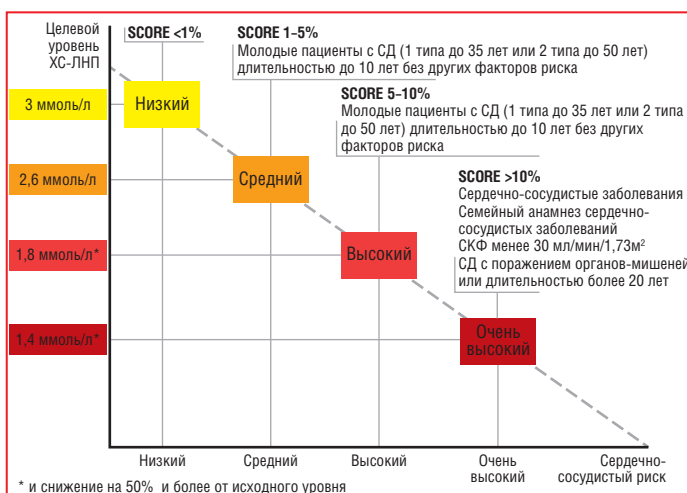 Целевой
уровень
ХС-ЛНП
SCORE <1%
SCORE 1–5%
Молодые пациенты с СД (1 типа до 35 лет или 2 типа до 50 лет)
длительностью до 10 лет без других факторов риска
SCORE 5–10%
Молодые пациенты с СД (1 типа до 35 лет или 2 типа
до 50 лет) длительностью до 10 лет без других
факторов риска
SCORE >10%
Сердечно-сосудистые заболевания
Семейный анамнез сердечно-
сосудистых заболеваний
СКФ менее 30 мл/мин/1,73м²
СД с поражением органов-мишеней
или длительностью более 20 лет
3 ммоль/л
Низкий
2,6 ммоль/л
Средний
1,8 ммоль/л*
Высокий
1,4 ммоль/л*
Очень
высокий
Низкий
Средний
Высокий
Очень
высокий
Сердечно-
сосудистый риск
* и снижение на 50% и более от исходного уровня